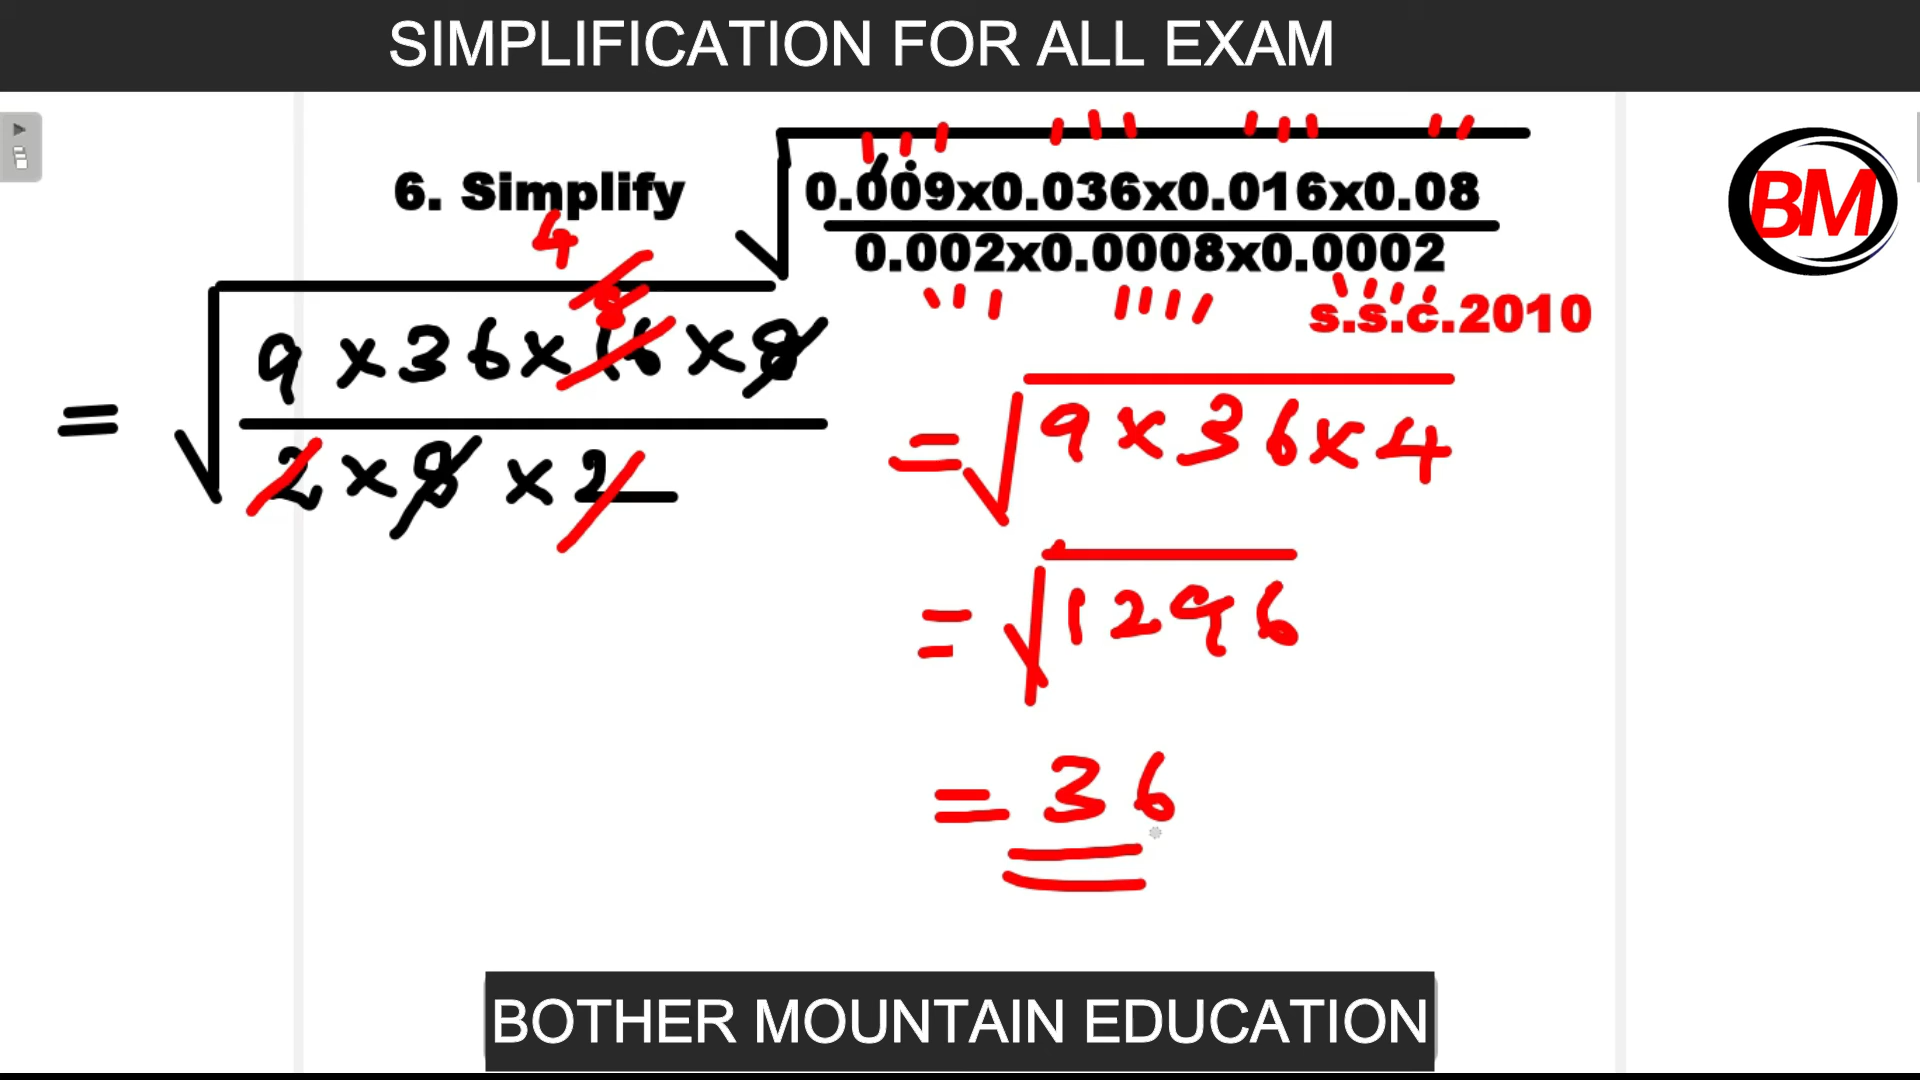 SIMPLIFICATION FOR ALL EXAM
6. Simplify √ 0.009x0.036x0.016x0.08
0.002x0.0008x0.0002
s.s.c.2010
BM
4
8
= √ 9 x 36 x 16 x 8
2 x 8 x 2
= √ 9 x 36 x 4
= √ 1296
= 36
BOTHER MOUNTAIN EDUCATION